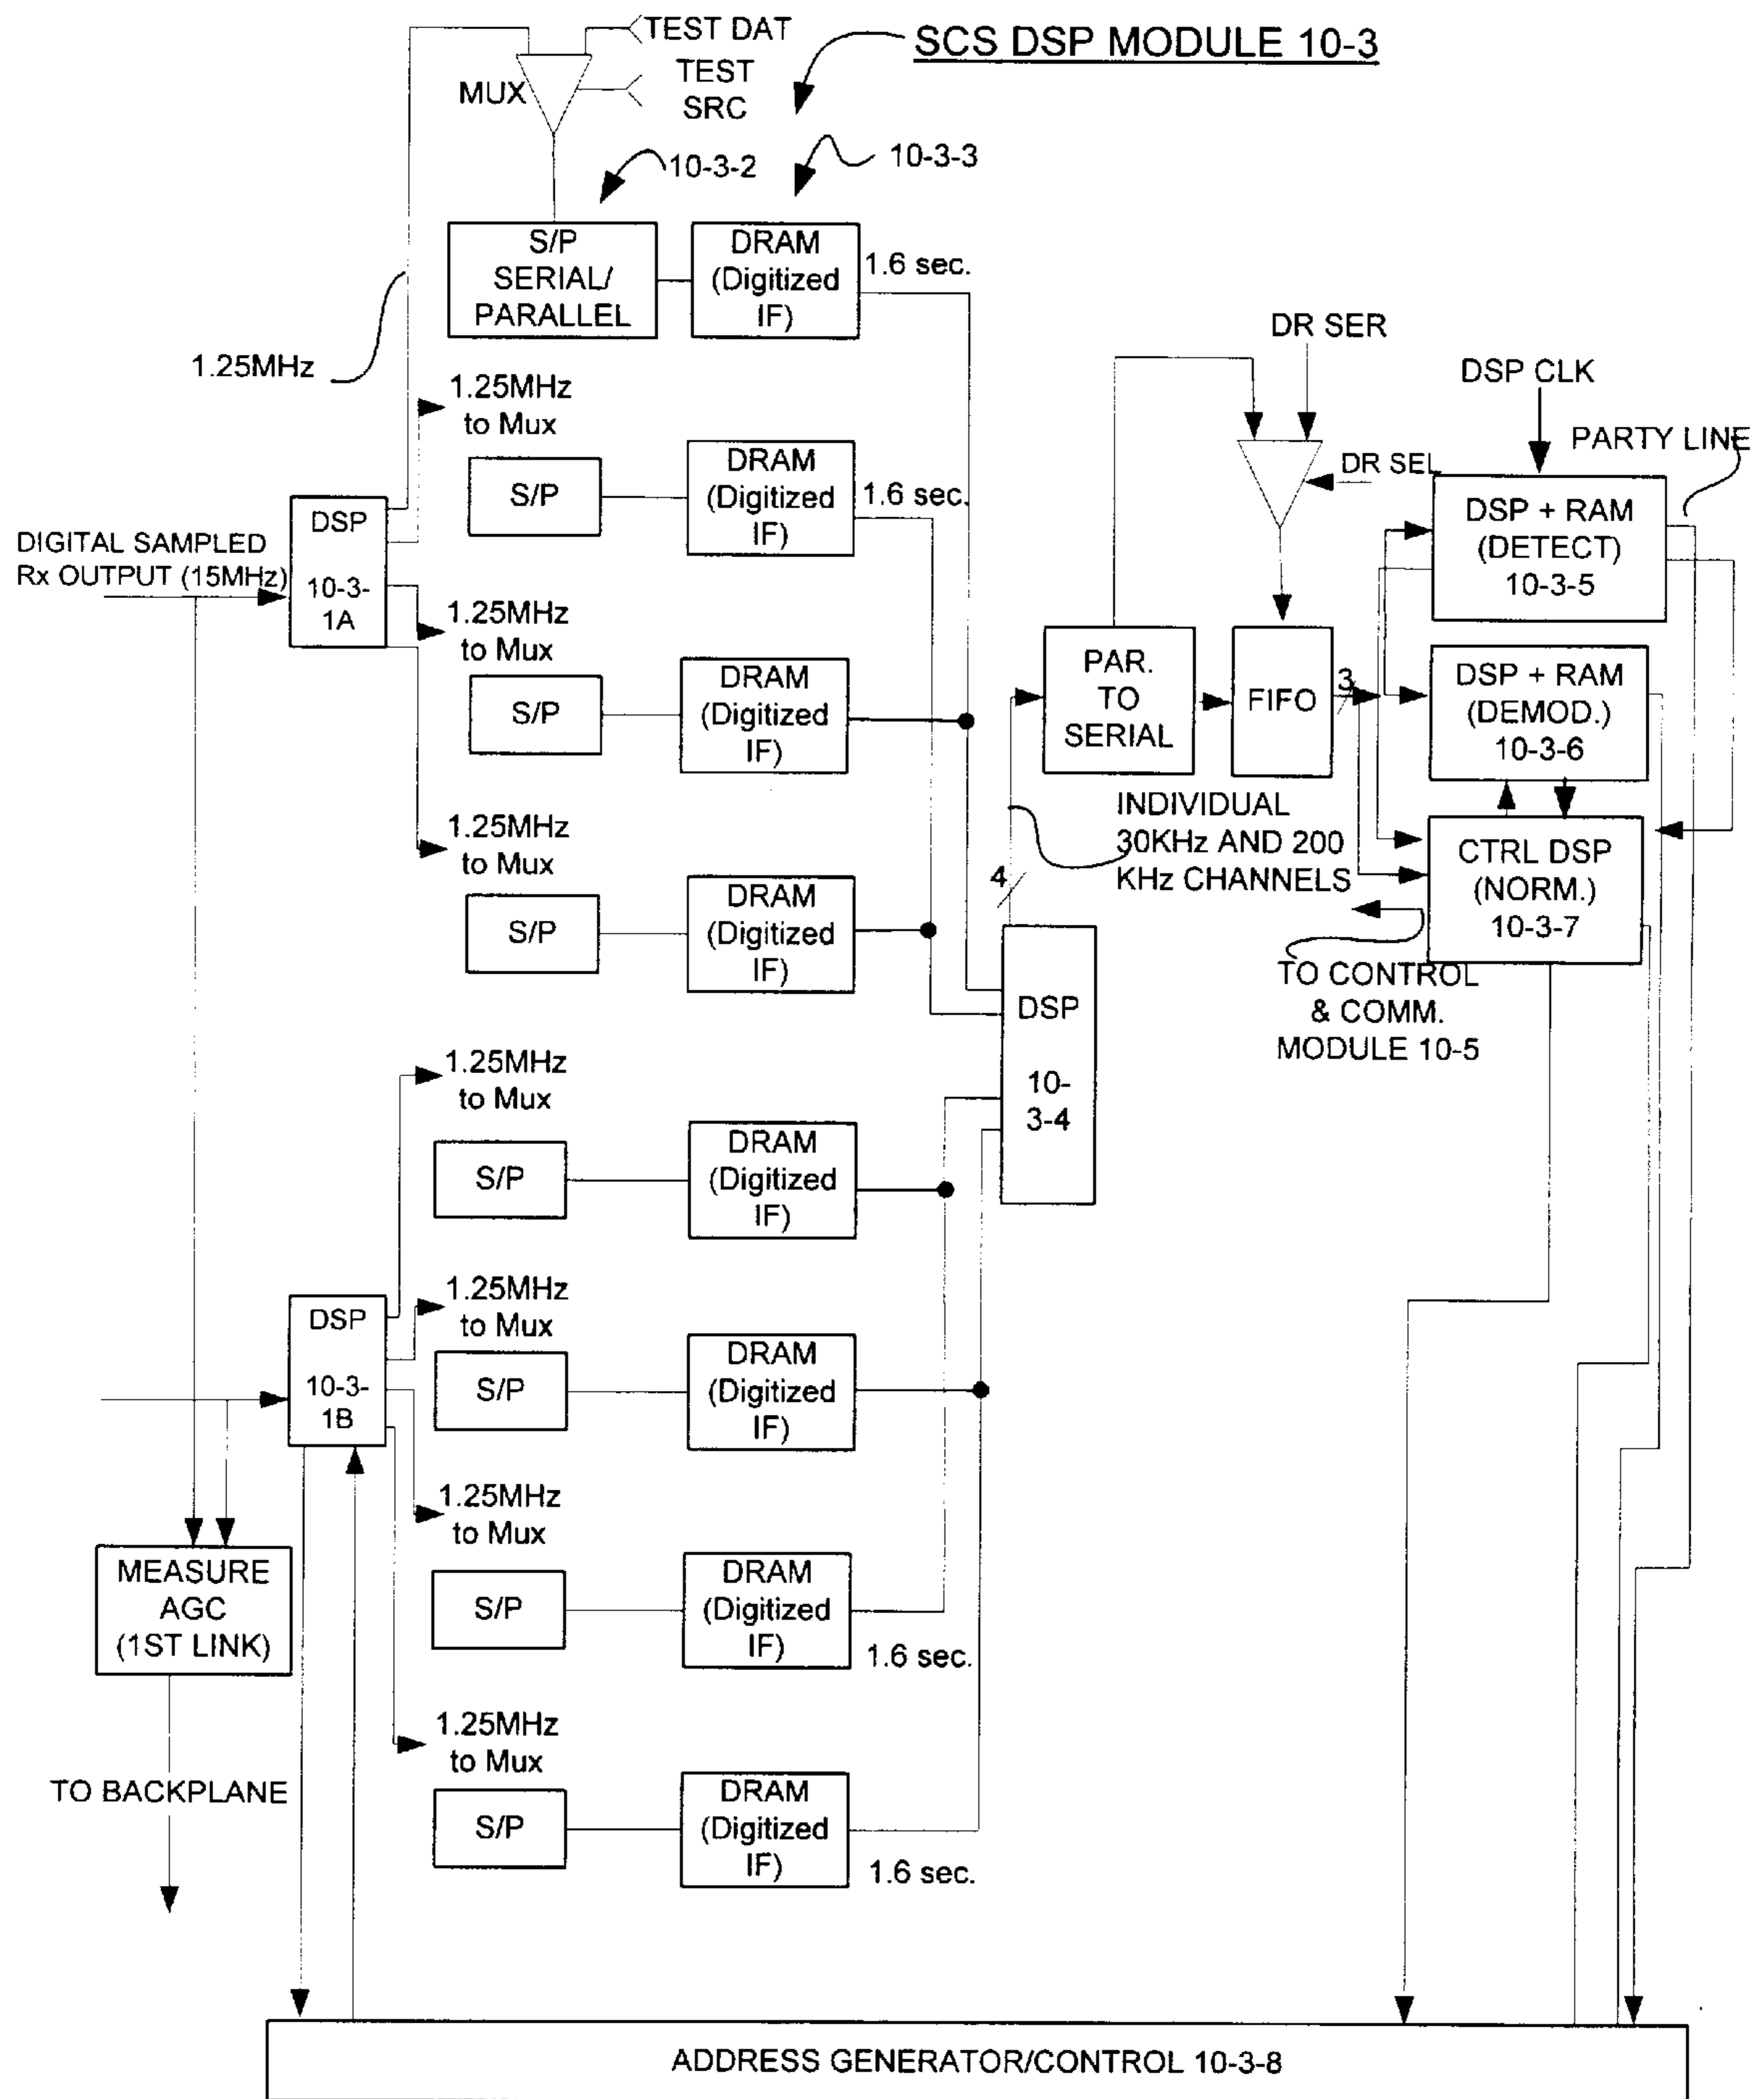 TEST DAT
SCS DSP MODULE 10-3
MUX
TEST
SRC
10-3-2
10-3-3
S/P
SERIAL/
PARALLEL
DRAM
(Digitized
IF)
1.6 sec.
1.25MHz
1.25MHz
to Mux
S/P
DRAM
(Digitized
IF)
1.6 sec.
DSP
10-3-
1A
DIGITAL SAMPLED
Rx OUTPUT (15MHz)
1.25MHz
to Mux
S/P
DRAM
(Digitized
IF)
1.25MHz
to Mux
S/P
DRAM
(Digitized
IF)
DR SER
DSP CLK
PARTY LINE
DR SEL
DSP + RAM
(DETECT)
10-3-5
PAR.
TO
SERIAL
FIFO
3
DSP + RAM
(DEMOD.)
10-3-6
INDIVIDUAL
30KHz AND 200
KHz CHANNELS
4
CTRL DSP
(NORM.)
10-3-7
TO CONTROL
& COMM.
MODULE 10-5
DSP
10-
3-4
1.25MHz
to Mux
S/P
DRAM
(Digitized
IF)
DSP
10-3-
1B
1.25MHz
to Mux
S/P
DRAM
(Digitized
IF)
1.25MHz
to Mux
S/P
DRAM
(Digitized
IF)
1.6 sec.
MEASURE
AGC
(1ST LINK)
TO BACKPLANE
1.25MHz
to Mux
S/P
DRAM
(Digitized
IF)
1.6 sec.
ADDRESS GENERATOR/CONTROL 10-3-8